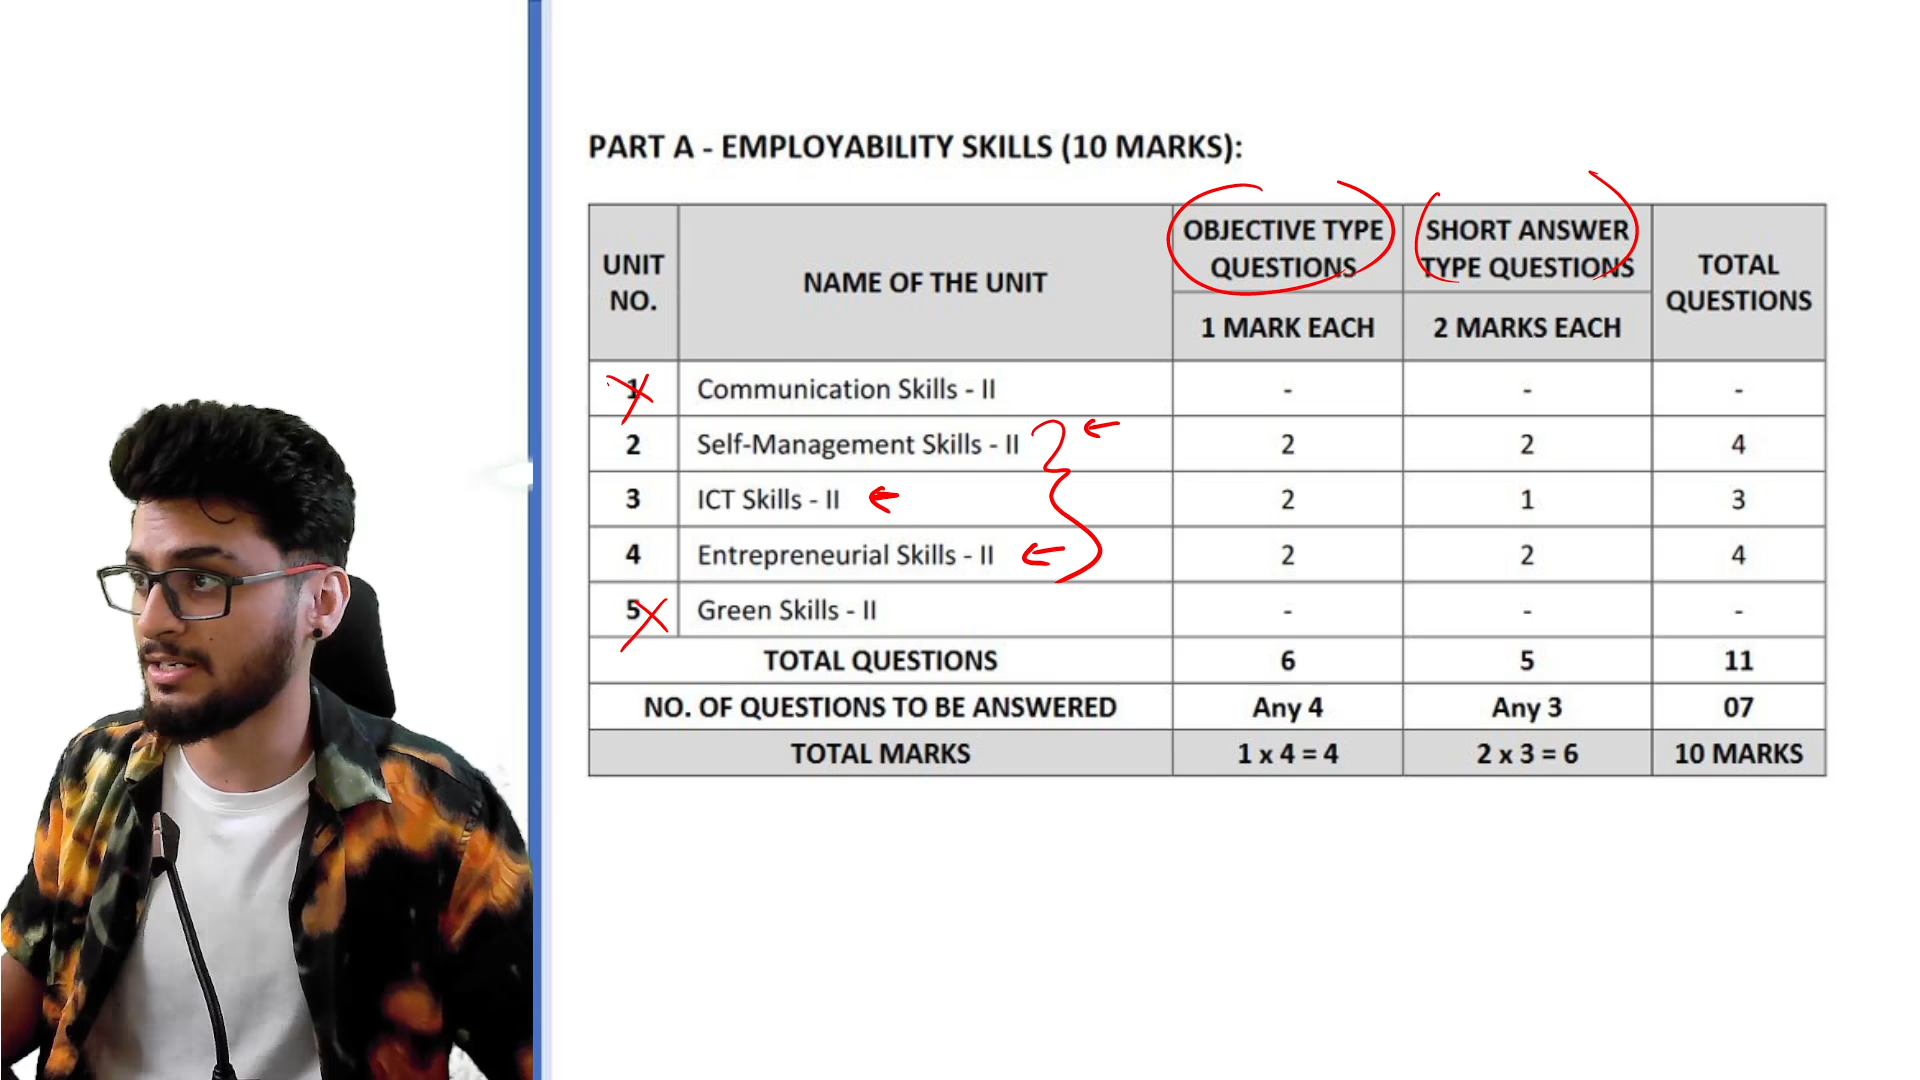 PART A - EMPLOYABILITY SKILLS (10 MARKS):
UNIT NO. NAME OF THE UNIT OBJECTIVE TYPE QUESTIONS SHORT ANSWER TYPE QUESTIONS TOTAL QUESTIONS
1 MARK EACH 2 MARKS EACH
1 Communication Skills - II - - -
2 Self-Management Skills - II 2 2 4
3 ICT Skills - II 2 1 3
4 Entrepreneurial Skills - II 2 2 4
5 Green Skills - II - - -
TOTAL QUESTIONS 6 5 11
NO. OF QUESTIONS TO BE ANSWERED Any 4 Any 3 07
TOTAL MARKS 1 x 4 = 4 2 x 3 = 6 10 MARKS